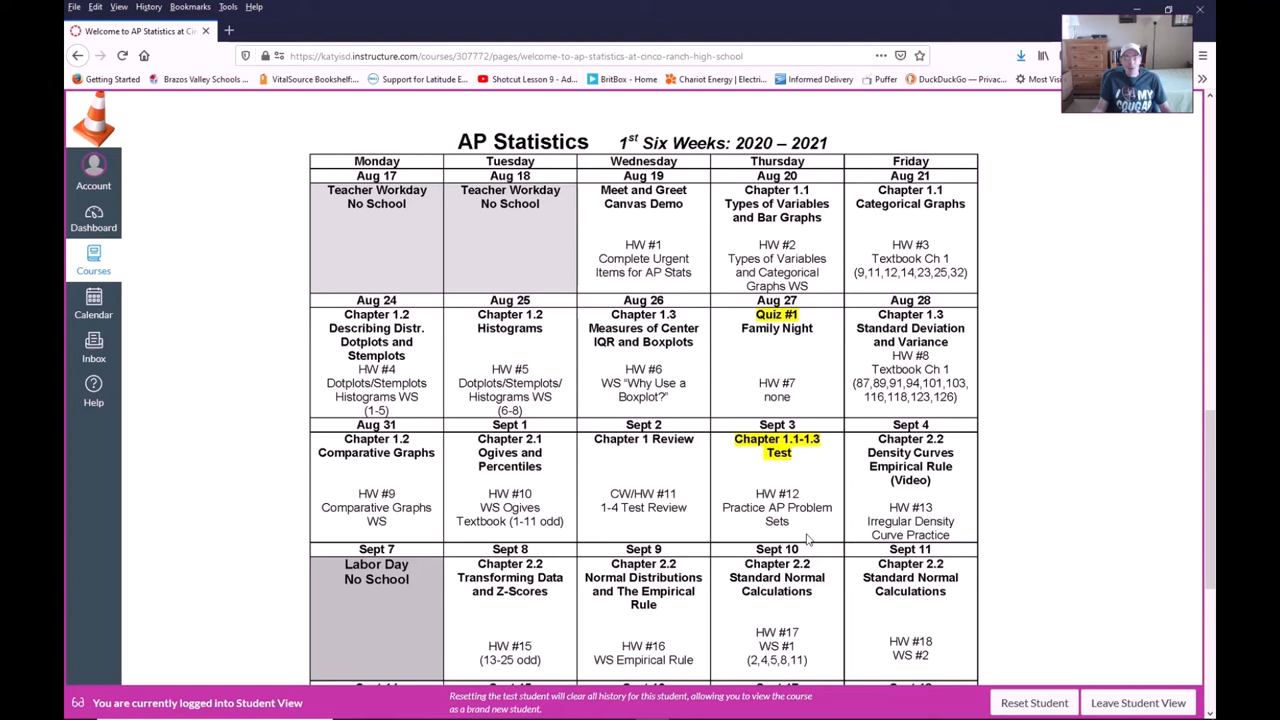 File Edit View History Bookmarks Tools Help
Welcome to AP Statistics at Cinc
https://katyisd.instructure.com/courses/307772/pages/welcome-to-ap-statistics-at-cinco-ranch-high-school
Getting Started Brazos Valley Schools ... VitalSource Bookshelf:... Support for Latitude E... Shotcut Lesson 9 - Ad... BritBox - Home Chariot Energy | Electri... Informed Delivery Puffer DuckDuckGo — Privac... Most Visi
MY
Account
Dashboard
Courses
Calendar
Inbox
Help
AP Statistics 1st Six Weeks: 2020 – 2021
Monday Tuesday Wednesday Thursday Friday
Aug 17 Aug 18 Aug 19 Aug 20 Aug 21
Teacher Workday Teacher Workday Meet and Greet Chapter 1.1 Chapter 1.1
No School No School Canvas Demo Types of Variables Categorical Graphs
and Bar Graphs
HW #1 HW #2 HW #3
Complete Urgent Types of Variables Textbook Ch 1
Items for AP Stats and Categorical (9,11,12,14,23,25,32)
Graphs WS
Aug 24 Aug 25 Aug 26 Aug 27 Aug 28
Chapter 1.2 Chapter 1.2 Chapter 1.3 Quiz #1 Chapter 1.3
Describing Distr. Histograms Measures of Center Family Night Standard Deviation
Dotplots and IQR and Boxplots and Variance
Stemplots HW #8
HW #4 HW #5 HW #6 Textbook Ch 1
Dotplots/Stemplots Dotplots/Stemplots/ WS "Why Use a HW #7 (87,89,91,94,101,103,
Histograms WS Histograms WS Boxplot?" none 116,118,123,126)
(1-5) (6-8)
Aug 31 Sept 1 Sept 2 Sept 3 Sept 4
Chapter 1.2 Chapter 2.1 Chapter 1 Review Chapter 1.1-1.3 Chapter 2.2
Comparative Graphs Ogives and Test Density Curves
Percentiles Empirical Rule
(Video)
HW #9 HW #10 CW/HW #11 HW #12 HW #13
Comparative Graphs WS Ogives 1-4 Test Review Practice AP Problem Irregular Density
WS Textbook (1-11 odd) Sets Curve Practice
Sept 7 Sept 8 Sept 9 Sept 10 Sept 11
Labor Day Chapter 2.2 Chapter 2.2 Chapter 2.2 Chapter 2.2
No School Transforming Data Normal Distributions Standard Normal Standard Normal
and Z-Scores and The Empirical Calculations Calculations
Rule
HW #15 HW #16 HW #17 HW #18
(13-25 odd) WS Empirical Rule WS #1 WS #2
(2,4,5,8,11)
You are currently logged into Student View
Resetting the test student will clear all history for this student, allowing you to view the course
as a brand new student.
Reset Student Leave Student View